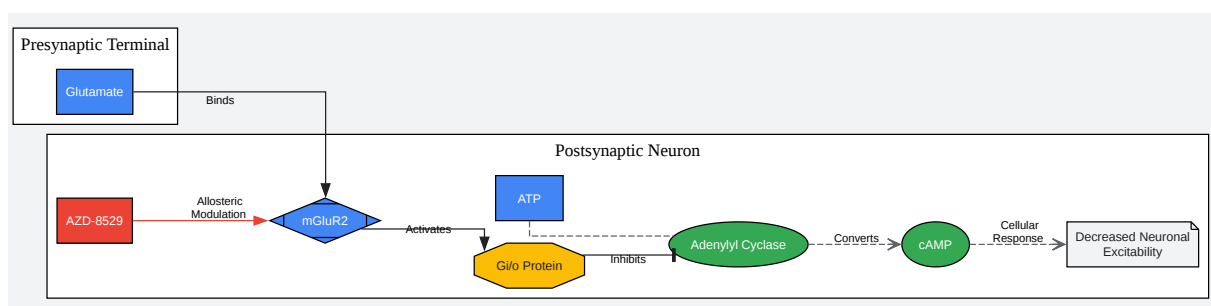 Presynaptic Terminal
Glutamate
Binds
Postsynaptic Neuron
AZD-8529
Allosteric
Modulation
mGluR2
Activates
ATP
Gi/o Protein
Inhibits
Adenylyl Cyclase
Converts
cAMP
Cellular
Response
Decreased Neuronal
Excitability